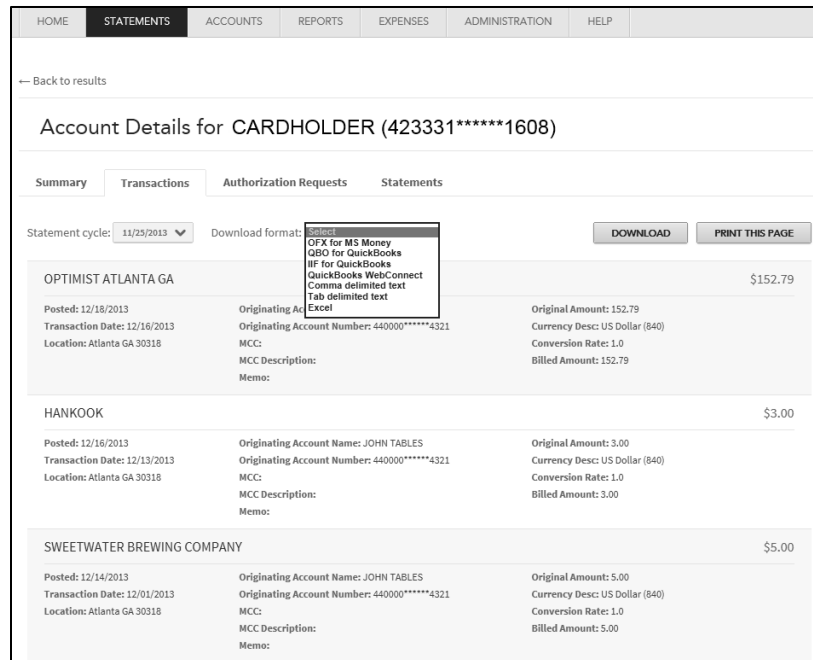 HOME STATEMENTS ACCOUNTS REPORTS EXPENSES ADMINISTRATION HELP
← Back to results
Account Details for CARDHOLDER (423331******1608)
Summary Transactions Authorization Requests Statements
Statement cycle: 11/25/2013 Download format: Select DOWNLOAD PRINT THIS PAGE
OFX for MS Money
QBO for QuickBooks
IIF for QuickBooks
QuickBooks WebConnect
Comma delimited text
Tab delimited text
Excel
OPTIMIST ATLANTA GA $152.79
Posted: 12/18/2013 Originating Ac Original Amount: 152.79
Transaction Date: 12/16/2013 Originating Account Number: 440000******4321 Currency Desc: US Dollar (840)
Location: Atlanta GA 30318 MCC: Conversion Rate: 1.0
MCC Description: Billed Amount: 152.79
Memo:
HANKOOK $3.00
Posted: 12/16/2013 Originating Account Name: JOHN TABLES Original Amount: 3.00
Transaction Date: 12/13/2013 Originating Account Number: 440000******4321 Currency Desc: US Dollar (840)
Location: Atlanta GA 30318 MCC: Conversion Rate: 1.0
MCC Description: Billed Amount: 3.00
Memo:
SWEETWATER BREWING COMPANY $5.00
Posted: 12/14/2013 Originating Account Name: JOHN TABLES Original Amount: 5.00
Transaction Date: 12/01/2013 Originating Account Number: 440000******4321 Currency Desc: US Dollar (840)
Location: Atlanta GA 30318 MCC: Conversion Rate: 1.0
MCC Description: Billed Amount: 5.00
Memo: